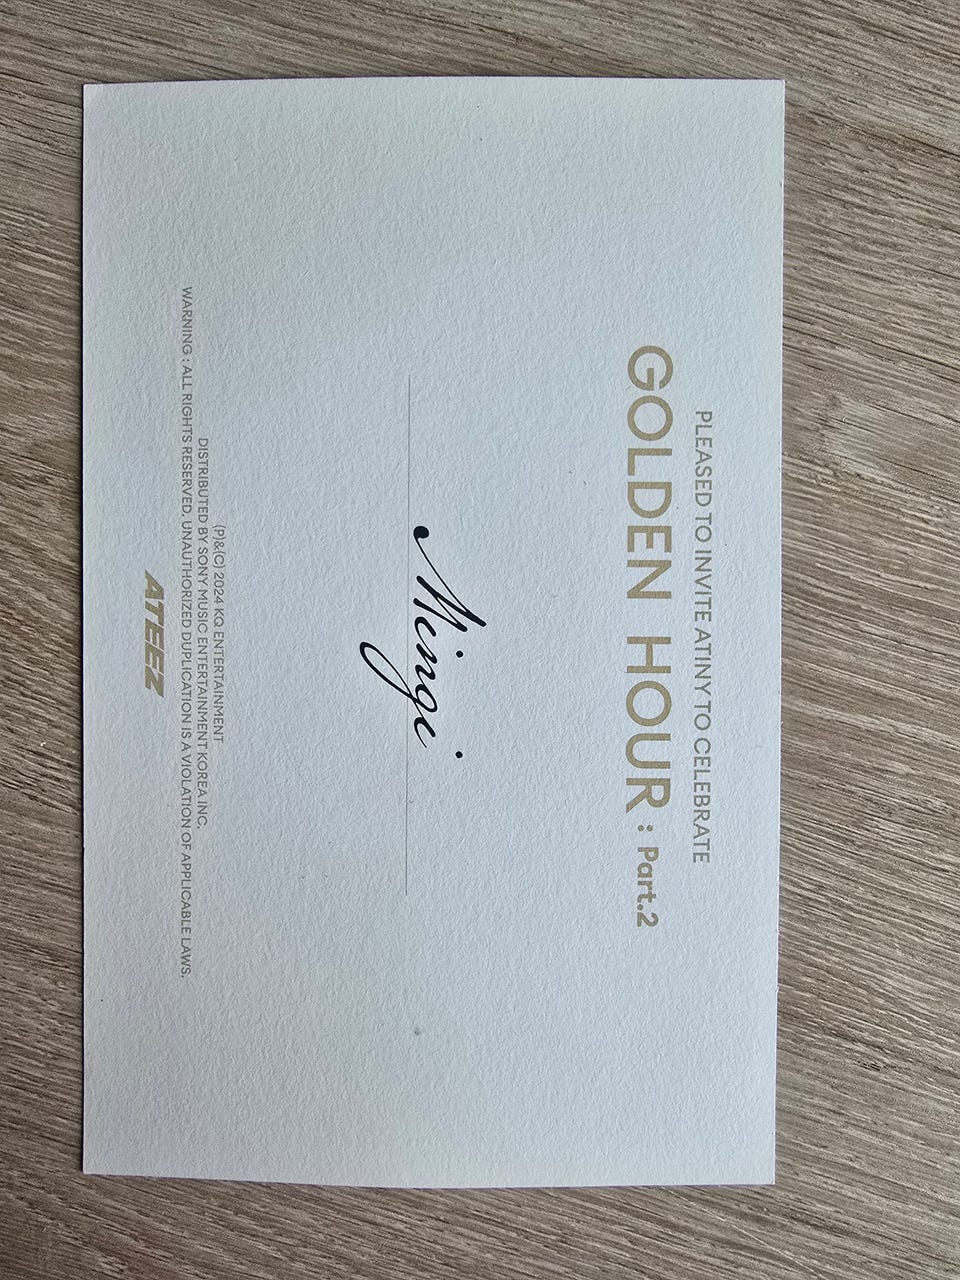 PLEASED TO INVITE ATINY TO CELEBRATE
GOLDEN HOUR : Part.2
Mingi
(P)&(C) 2024 KQ ENTERTAINMENT
DISTRIBUTED BY SONY MUSIC ENTERTAINMENT KOREA INC.
WARNING : ALL RIGHTS RESERVED. UNAUTHORIZED DUPLICATION IS A VIOLATION OF APPLICABLE LAWS.
ATEEZ